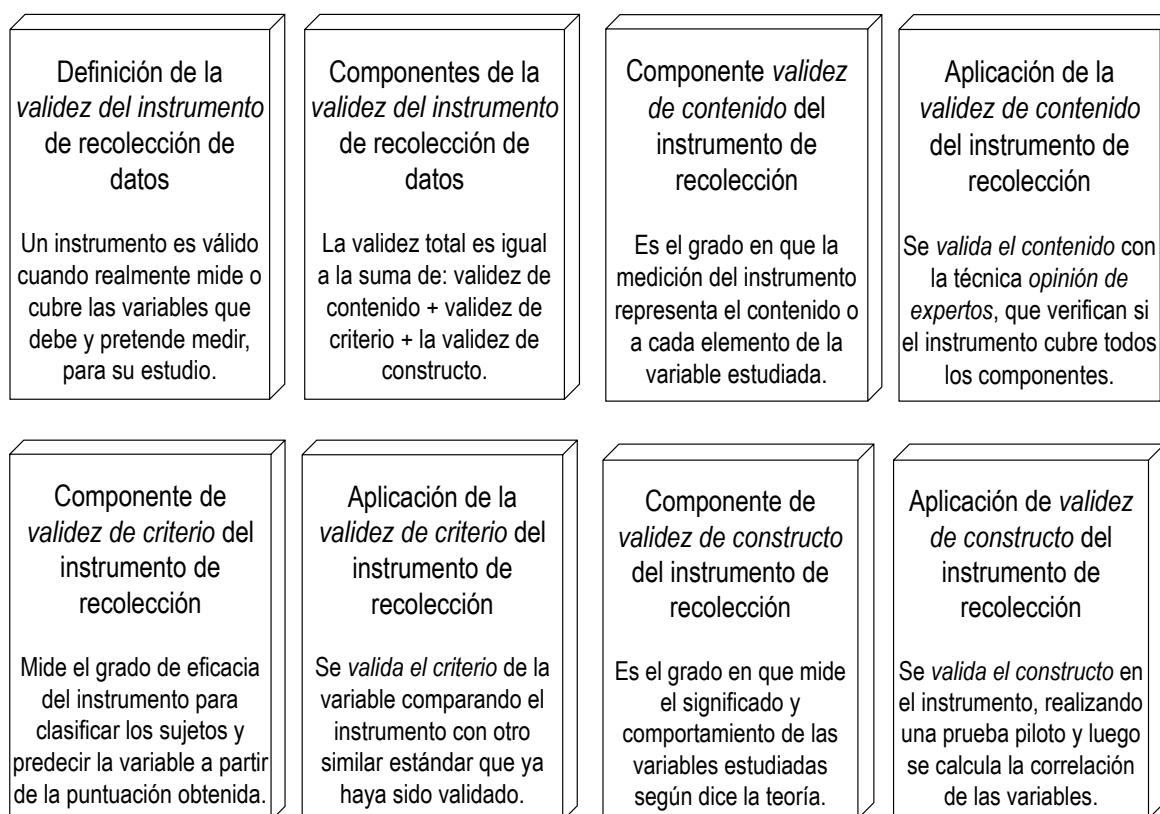 Definición de la
validez del instrumento
de recolección de
datos
Un instrumento es válido
cuando realmente mide o
cubre las variables que
debe y pretende medir,
para su estudio.
Componentes de la
validez del instrumento
de recolección de
datos
La validez total es igual
a la suma de: validez de
contenido + validez de
criterio + la validez de
constructo.
Componente validez
de contenido del
instrumento de
recolección
Es el grado en que la
medición del instrumento
representa el contenido o
a cada elemento de la
variable estudiada.
Aplicación de la
validez de contenido
del instrumento de
recolección
Se valida el contenido con
la técnica opinión de
expertos, que verifican si
el instrumento cubre todos
los componentes.
Componente de
validez de criterio del
instrumento de
recolección
Mide el grado de eficacia
del instrumento para
clasificar los sujetos y
predecir la variable a partir
de la puntuación obtenida.
Aplicación de la
validez de criterio del
instrumento de
recolección
Se valida el criterio de la
variable comparando el
instrumento con otro
similar estándar que ya
haya sido validado.
Componente de
validez de constructo
del instrumento de
recolección
Es el grado en que mide
el significado y
comportamiento de las
variables estudiadas
según dice la teoría.
Aplicación de validez
de constructo del
instrumento de
recolección
Se valida el constructo en
el instrumento, realizando
una prueba piloto y luego
se calcula la correlación
de las variables.